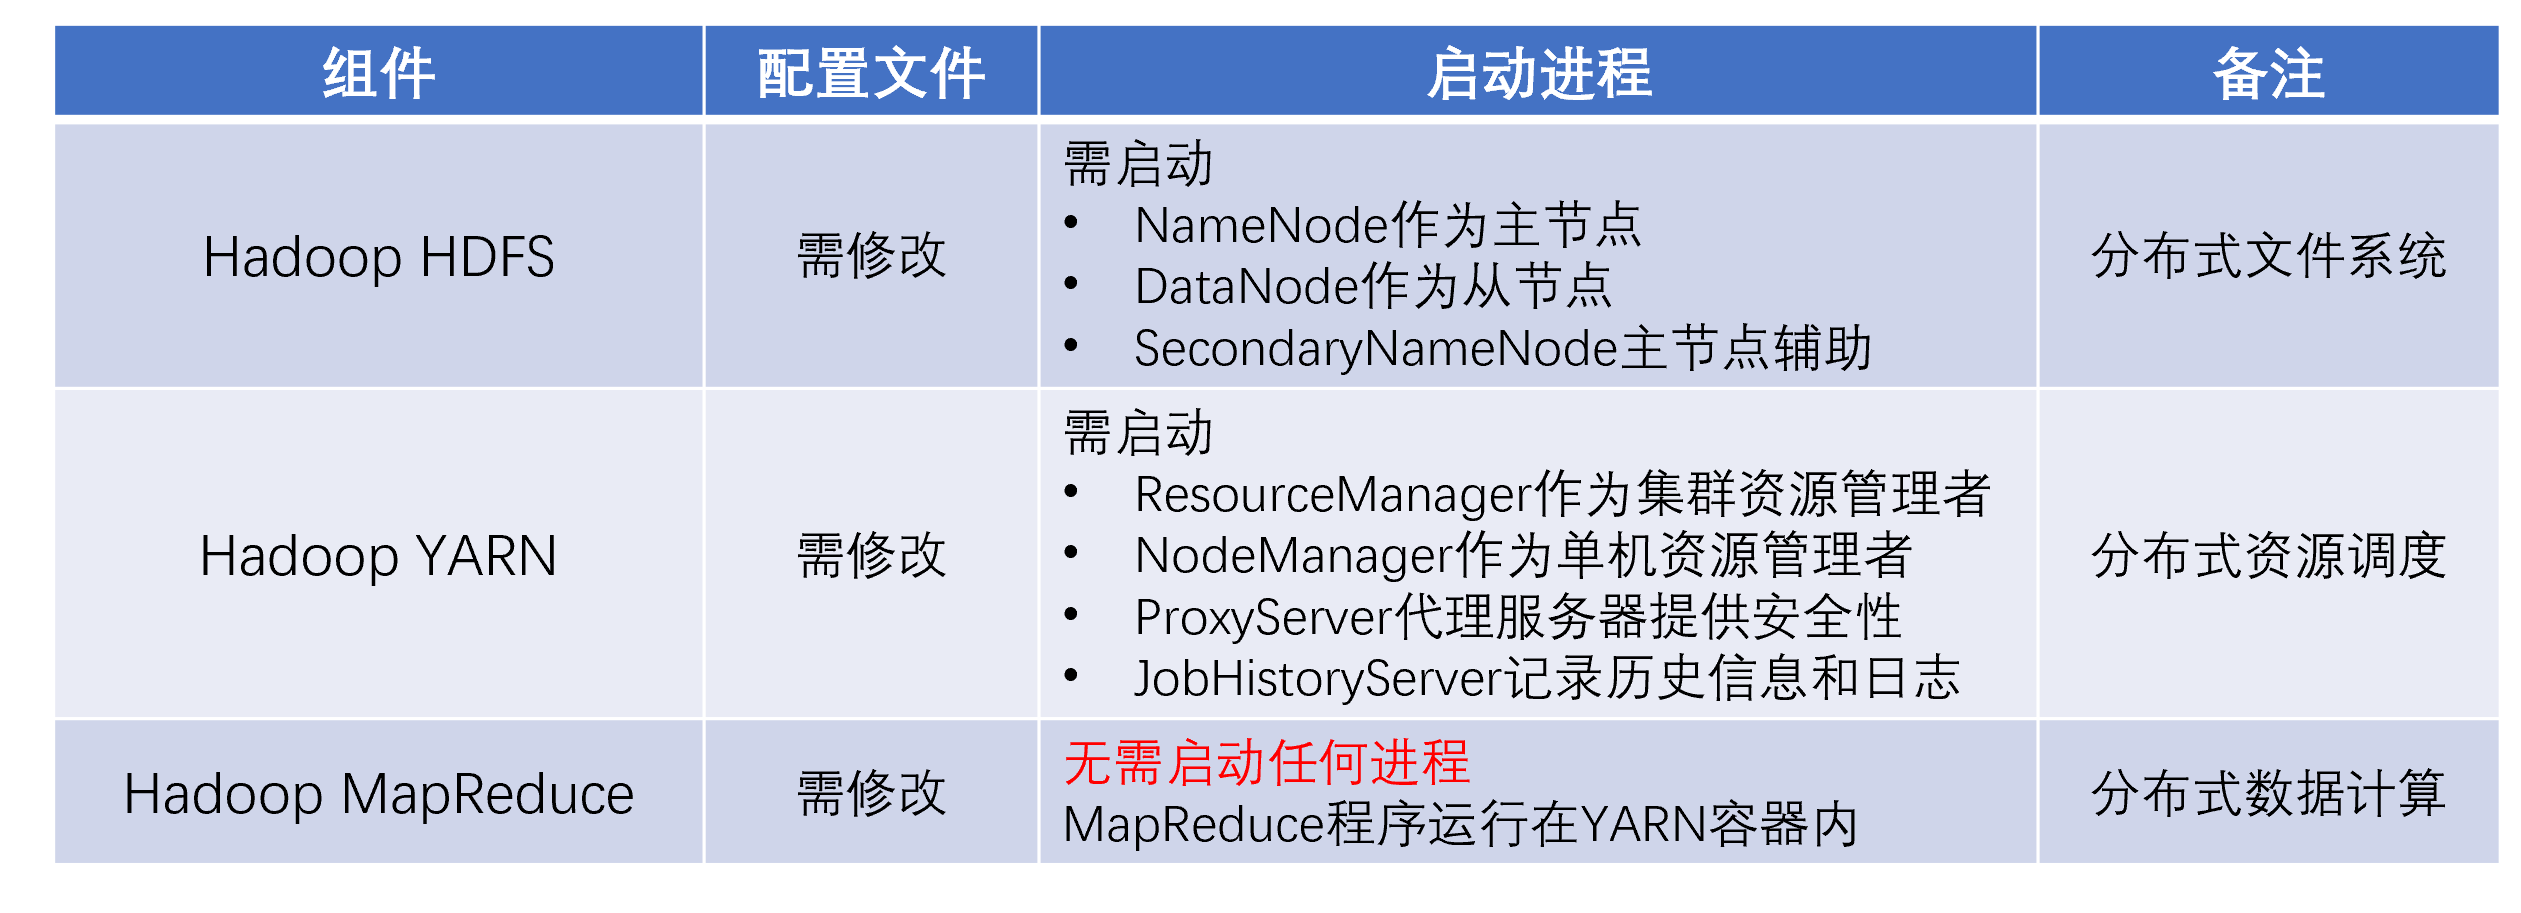 组件 配置文件 启动进程 备注
Hadoop HDFS
需修改
需启动
• NameNode作为主节点
• DataNode作为从节点
• SecondaryNameNode主节点辅助
分布式文件系统
Hadoop YARN
需修改
需启动
• ResourceManager作为集群资源管理者
• NodeManager作为单机资源管理者
• ProxyServer代理服务器提供安全性
• JobHistoryServer记录历史信息和日志
分布式资源调度
Hadoop MapReduce
需修改
无需启动任何进程
MapReduce程序运行在YARN容器内
分布式数据计算